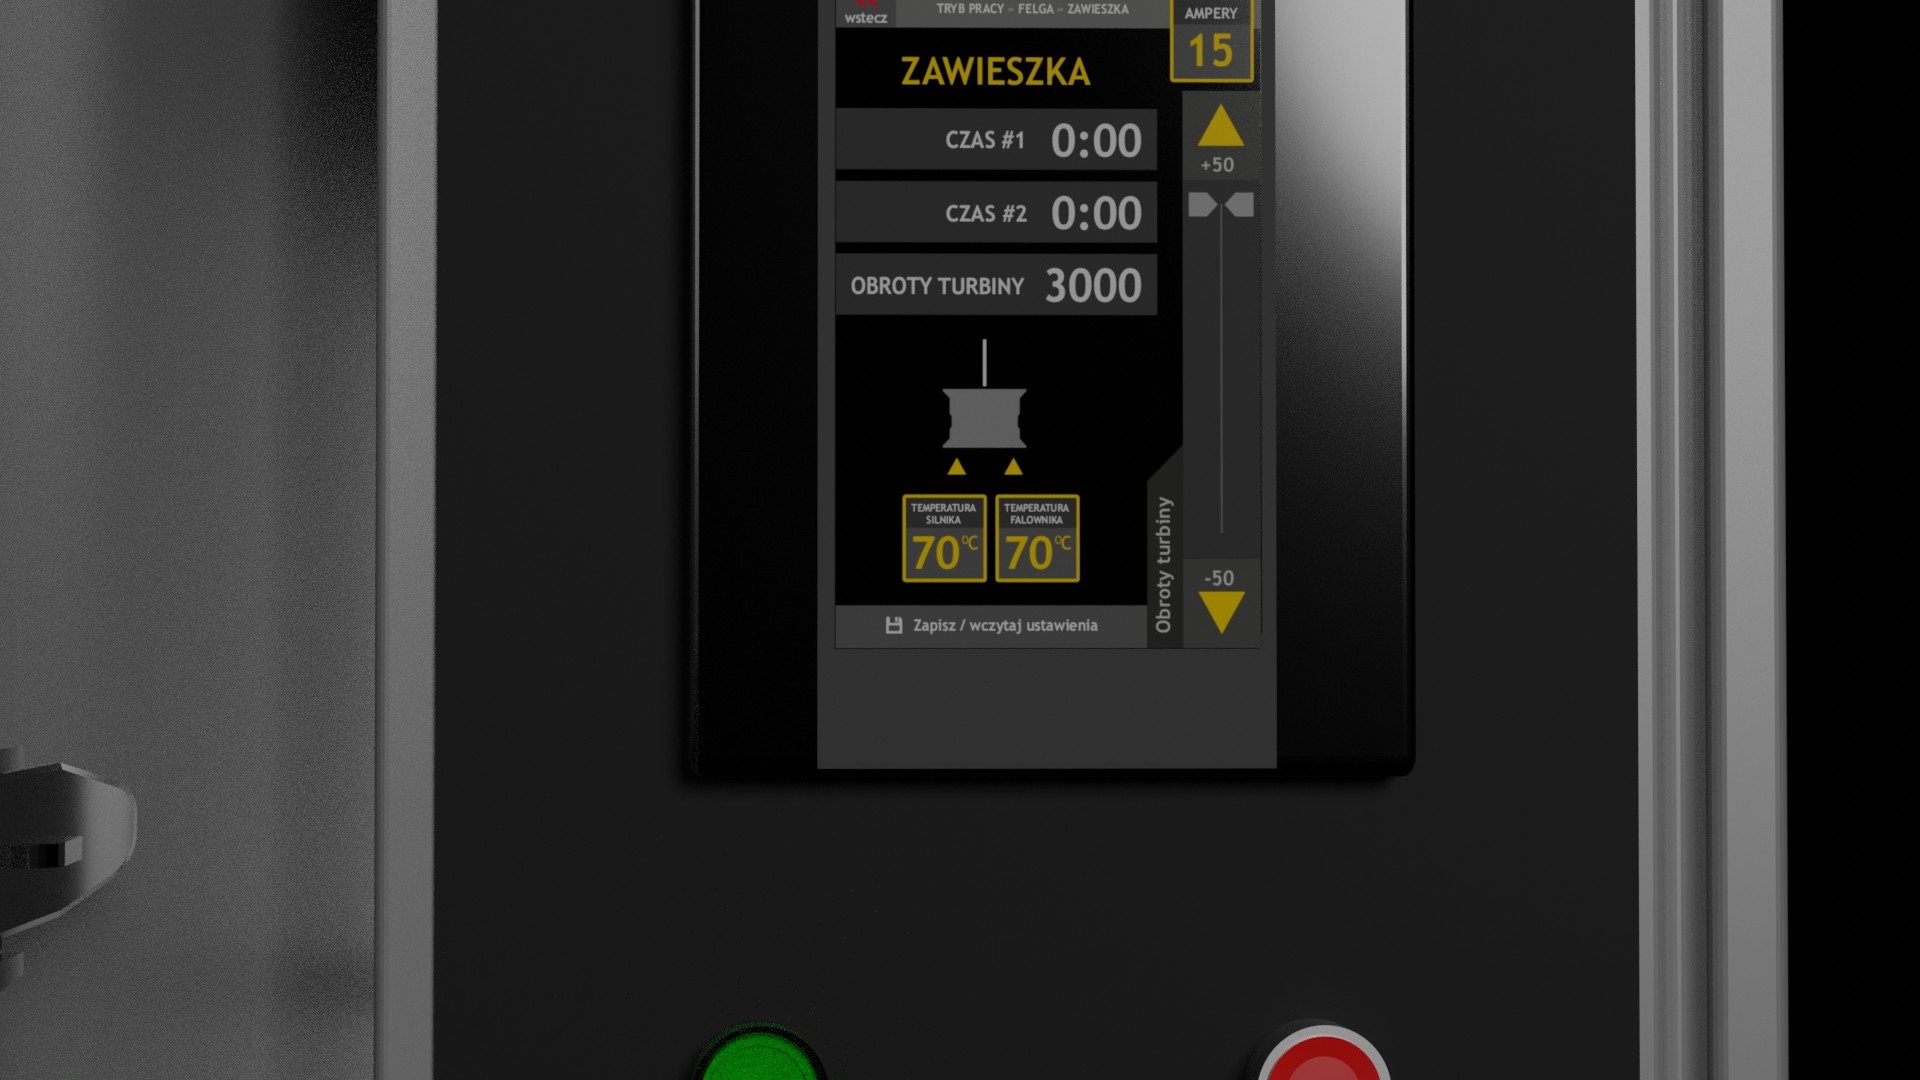 wstecz
TRYB PRACY - FELGA - ZAWIESZKA
AMPERY
15
ZAWIESZKA
CZAS #1 0:00
+50
CZAS #2 0:00
OBROTY TURBINY 3000
TEMPERATURA
SILNIKA
70°C
TEMPERATURA
FALOWNIKA
70°C
Obroty turbiny
-50
Zapisz / wczytaj ustawienia